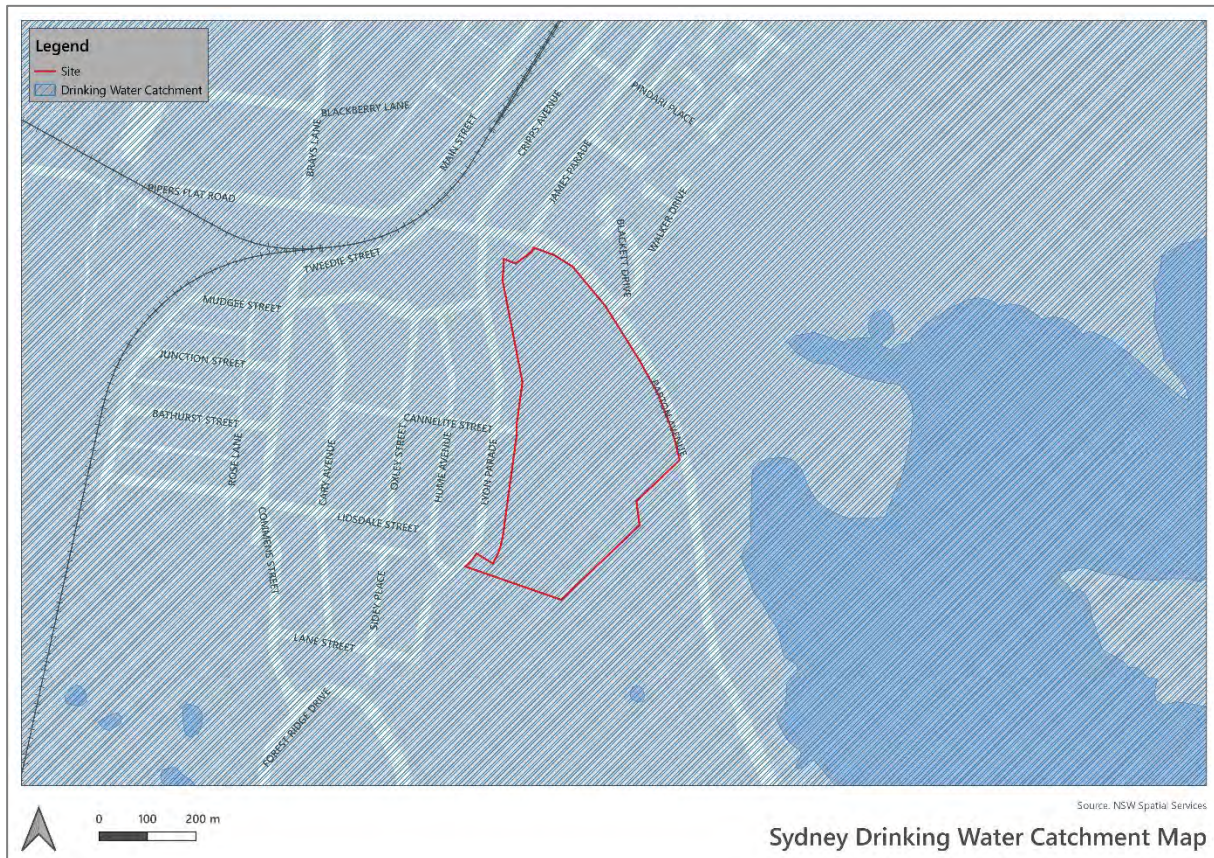 Legend
Site
Drinking Water Catchment
BLACKBERRY LANE
BRAYS LANE
MAIN STREET
CRIPPS AVENUE
PINDARI PLACE
JAMES PARADE
PIPERS FLAT ROAD
WALKER DRIVE
BLACKETT DRIVE
TWEEDIE STREET
MUDGEE STREET
JUNCTION STREET
BARTON AVENUE
BATHURST STREET
CANNELITE STREET
ROSE LANE
CARY AVENUE
OXLEY STREET
HUME AVENUE
LYON PARADE
LIDSDALE STREET
COMMENS STREET
SIDEY PLACE
LANE STREET
FOREST RIDGE DRIVE
0 100 200 m
Source. NSW Spatial Services
Sydney Drinking Water Catchment Map